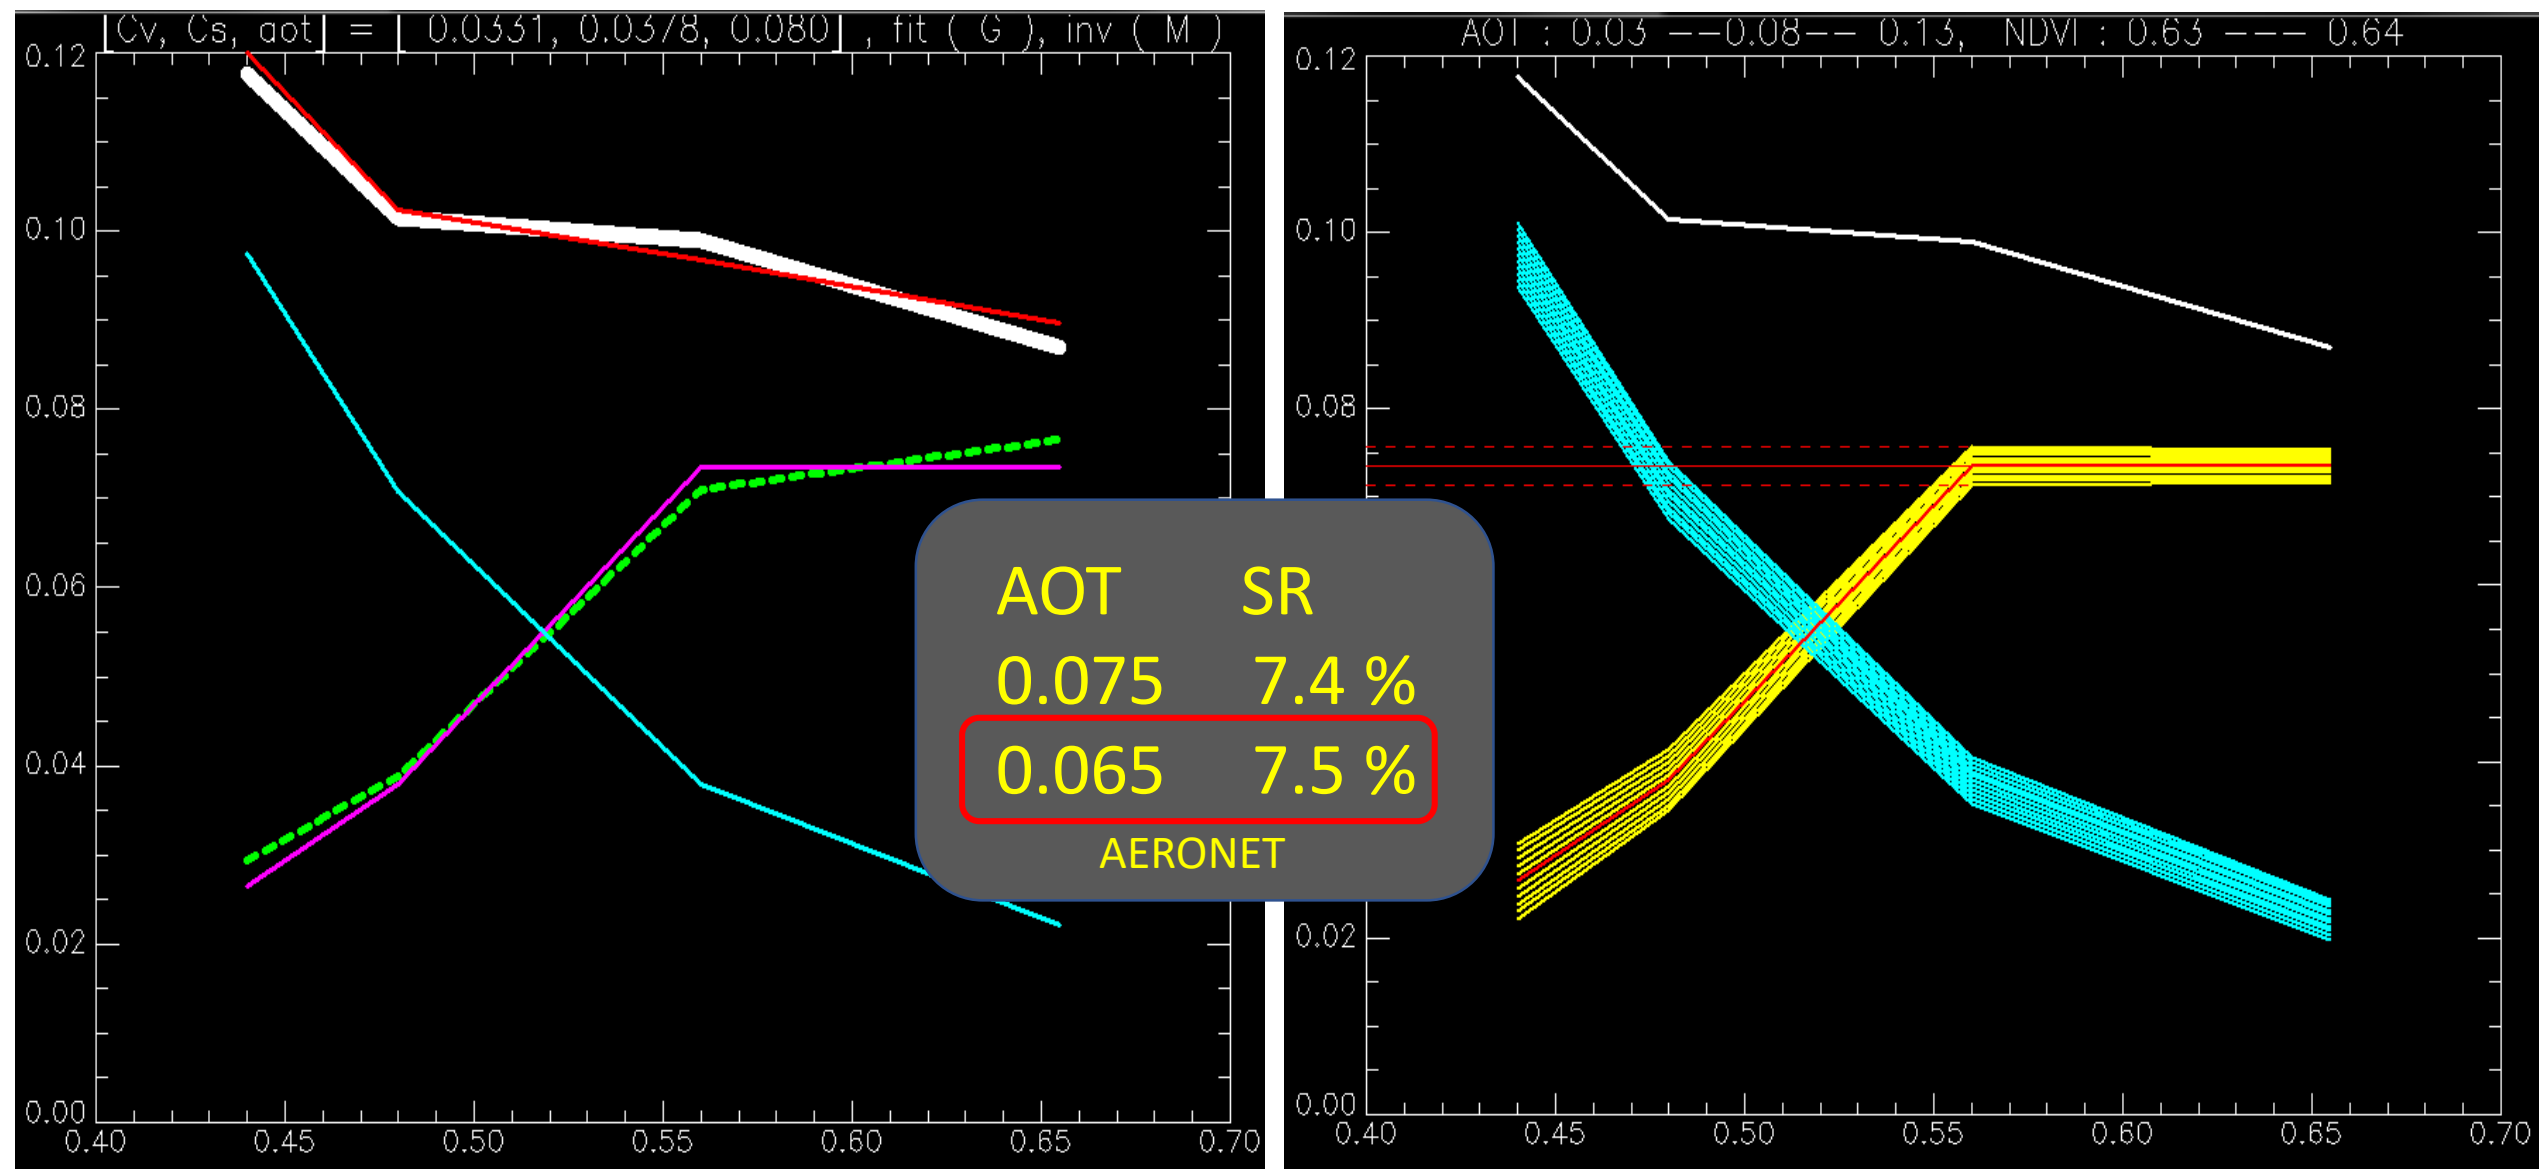 [Cv, Cs, aot] = [ 0.0331, 0.0378, 0.080] , fit ( G ), inv ( M )
0.12
0.10
0.08
0.06
0.04
0.02
0.00
0.40 0.45 0.50 0.55 0.60 0.65 0.70
AOT : 0.03 --0.08-- 0.13, NDVI : 0.63 --- 0.64
0.12
0.10
0.08
0.02
0.00
0.40 0.45 0.50 0.55 0.60 0.65 0.70
AOT SR
0.075 7.4 %
0.065 7.5 %
AERONET